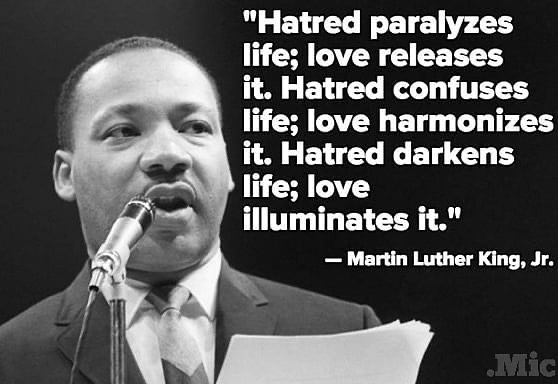 "Hatred paralyzes
life; love releases
it. Hatred confuses
life; love harmonizes
it. Hatred darkens
life; love
illuminates it."
— Martin Luther King, Jr.
.Mic